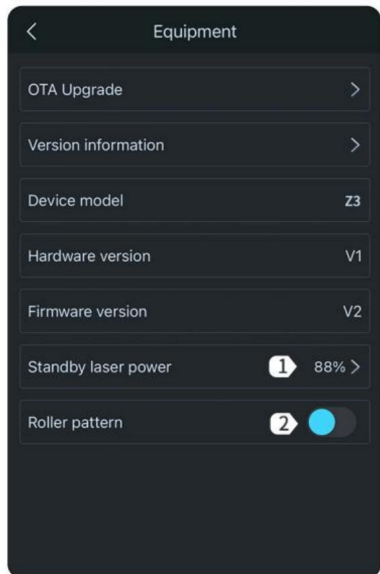 Equipment
OTA Upgrade
Version information
Device model Z3
Hardware version V1
Firmware version V2
Standby laser power 1 88%
Roller pattern 2